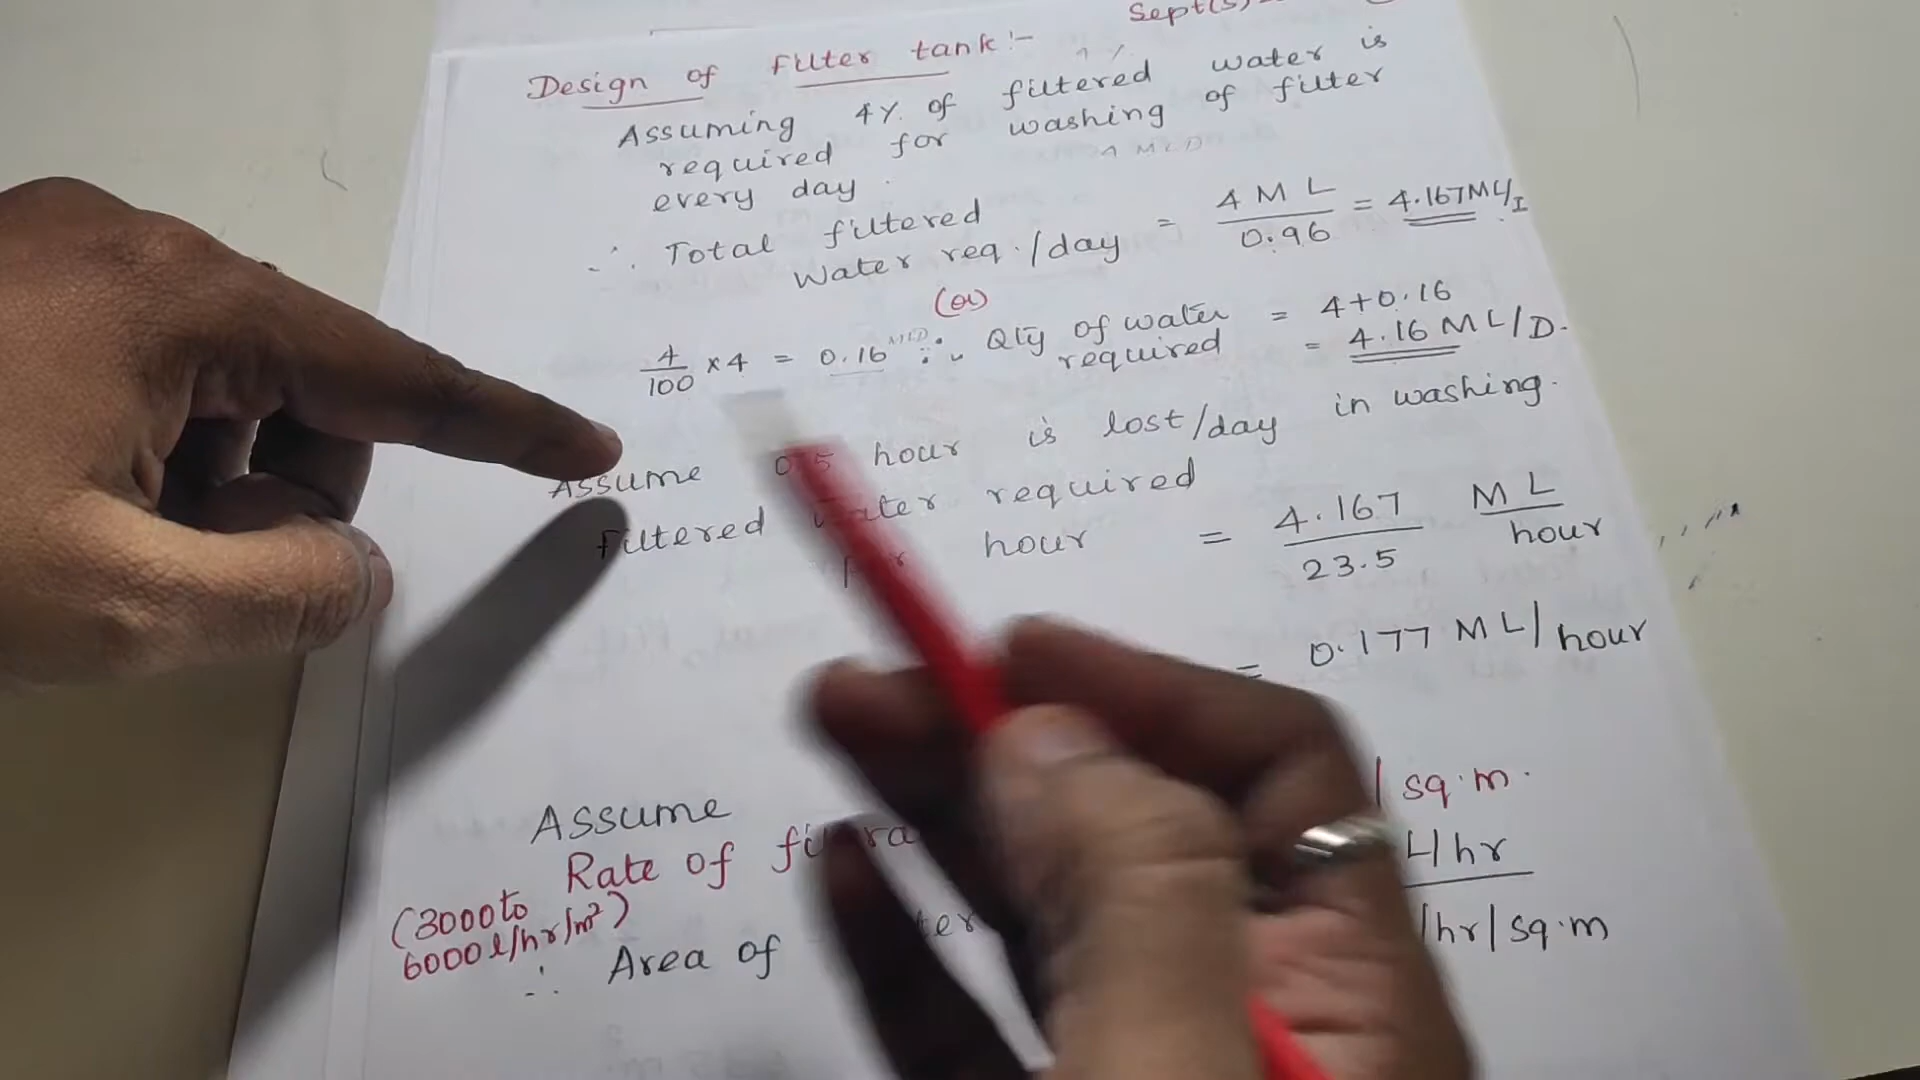 Sept(S)
Design of Filter tank:-
Assuming 4%. of filtered water is
required for washing of filter
every day.
4 MLD
∴ Total filtered
Water req./day = 4 ML / 0.96 = 4.167 ML/
(or)
4/100 x 4 = 0.16 MLD ∴ Qty of water required = 4+0.16
= 4.16 ML/D.
Assume 0.5 hour is lost/day in washing.
Filtered water required
per hour = 4.167 / 23.5 ML/hour
= 0.177 ML/hour
Assume
Rate of / sq.m.
(3000 to
6000 l/hr/m²)
L/hr
∴ Area of /hr/sq.m